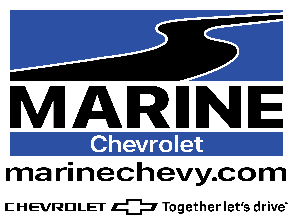 MARINE
Chevrolet
marinechevy.com
CHEVROLET Together let's drive